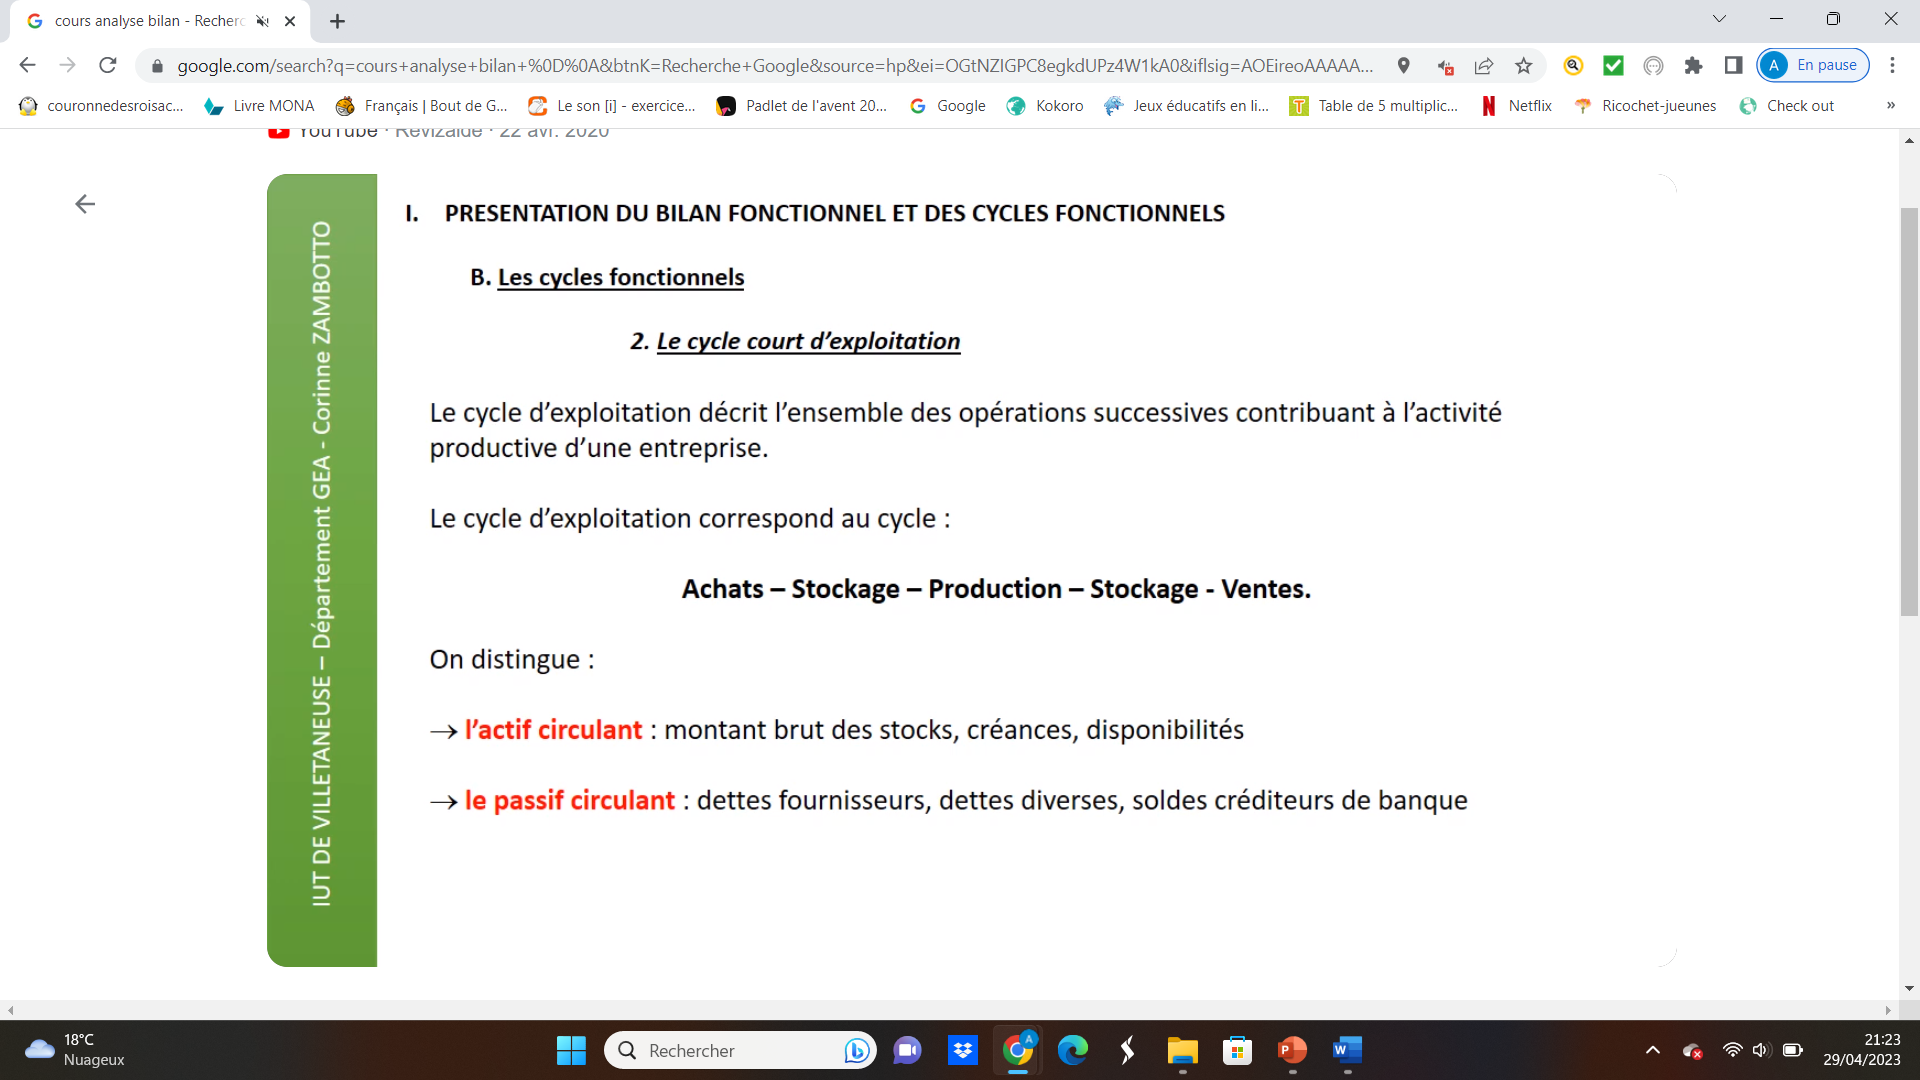 cours analyse bilan - Recherc
google.com/search?q=cours+analyse+bilan+%0D%0A&btnK=Recherche+Google&source=hp&ei=OGtNZIGPC8egkdUPz4W1kA0&iflsig=AOEireoAAAAA...
A En pause
couronnedesroisac...
Livre MONA
Français | Bout de G...
Le son [i] - exercice...
Padlet de l'avent 20...
Google
Kokoro
Jeux éducatifs en li...
Table de 5 multiplic...
Netflix
Ricochet-jueunes
Check out
»
YouTube · Revizaide · 22 avr. 2020
IUT DE VILLETANEUSE – Département GEA - Corinne ZAMBOTTO
I. PRESENTATION DU BILAN FONCTIONNEL ET DES CYCLES FONCTIONNELS
B. Les cycles fonctionnels
2. Le cycle court d’exploitation
Le cycle d’exploitation décrit l’ensemble des opérations successives contribuant à l’activité
productive d’une entreprise.
Le cycle d’exploitation correspond au cycle :
Achats – Stockage – Production – Stockage - Ventes.
On distingue :
→ l’actif circulant : montant brut des stocks, créances, disponibilités
→ le passif circulant : dettes fournisseurs, dettes diverses, soldes créditeurs de banque
18°C
Nuageux
Rechercher
21:23
29/04/2023